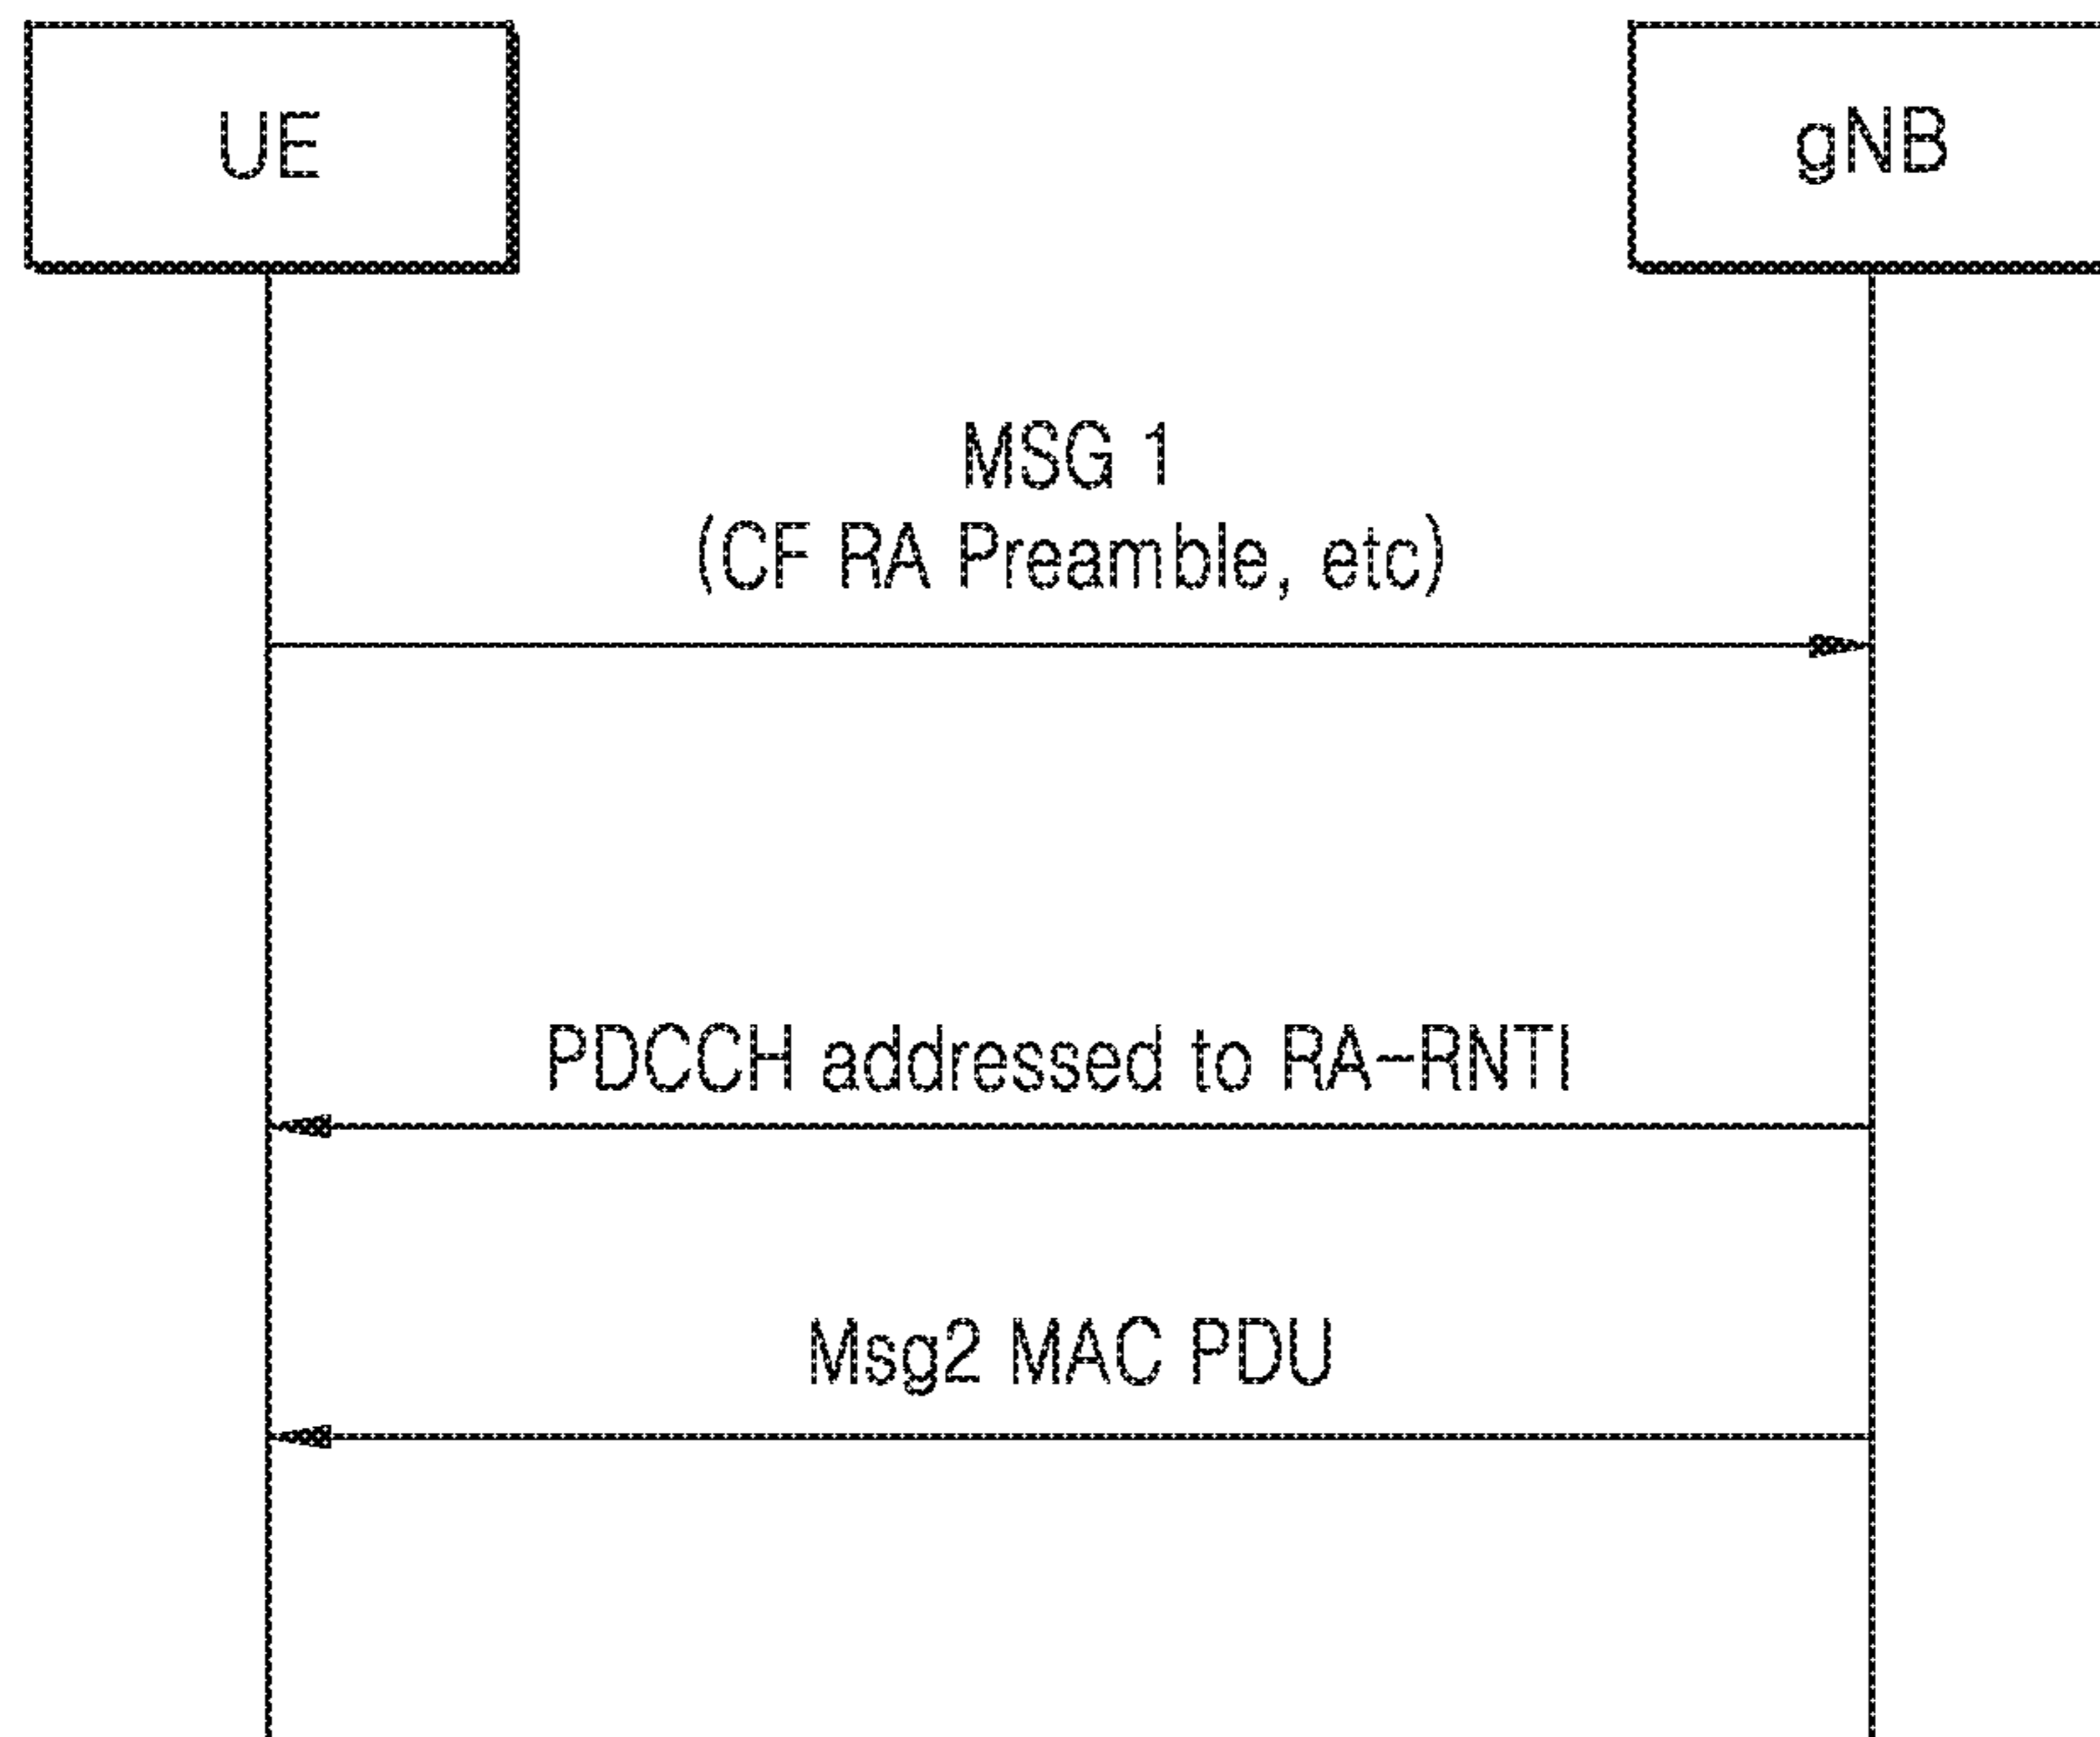 UE
gNB
MSG 1
(CF RA Preamble, etc)
PDCCH addressed to RA-RNTI
Msg2 MAC PDU